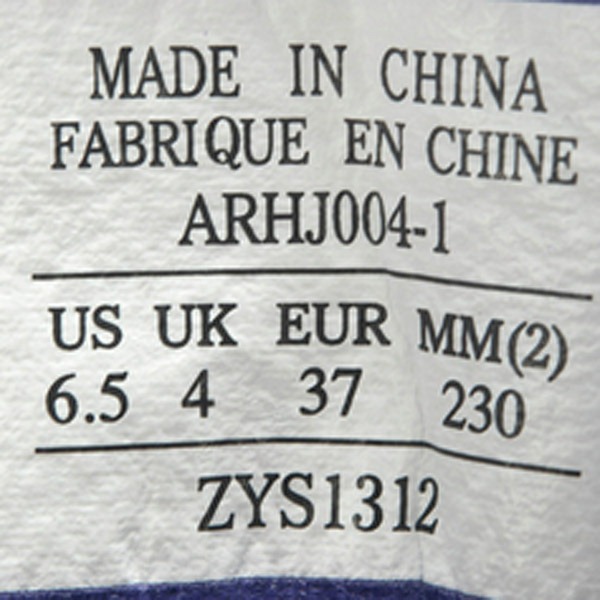 MADE IN CHINA
FABRIQUE EN CHINE
ARHJ004-1
US UK EUR MM(2)
6.5 4 37 230
ZYS1312